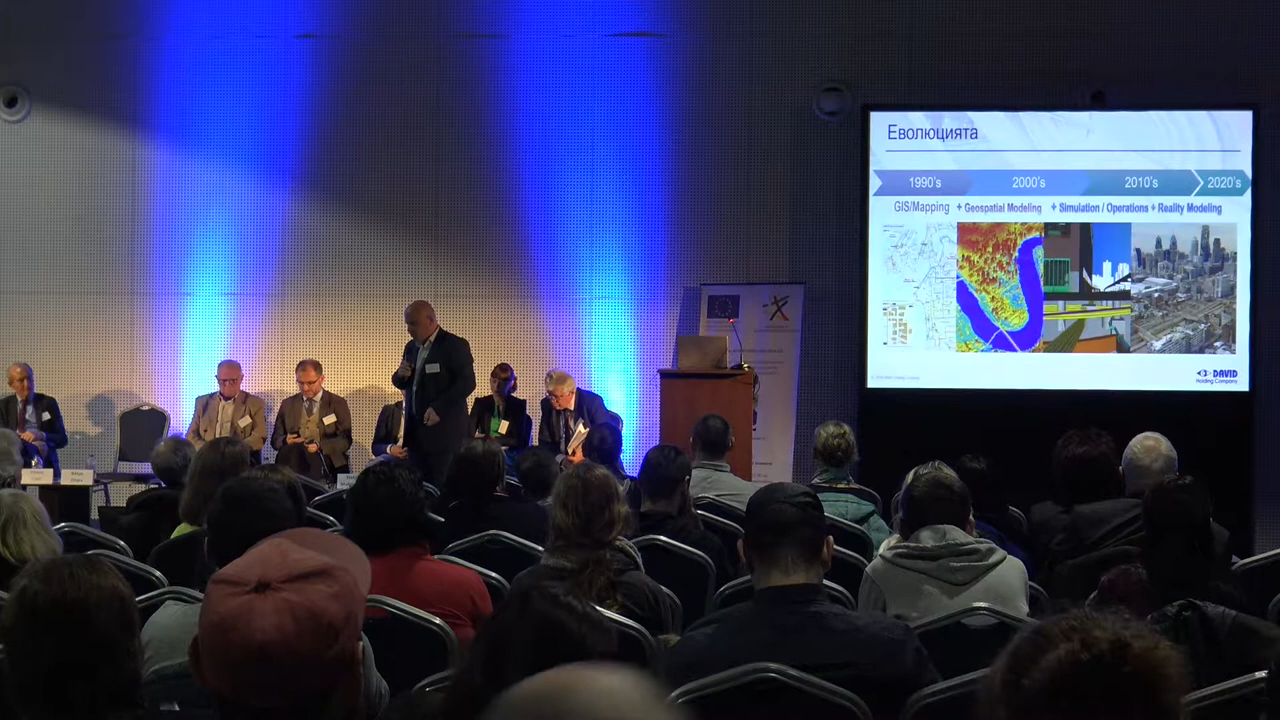 Еволюцията
1990's 2000's 2010's 2020's
GIS/Mapping + Geospatial Modeling + Simulation / Operations + Reality Modeling
DAVID
Holding Company